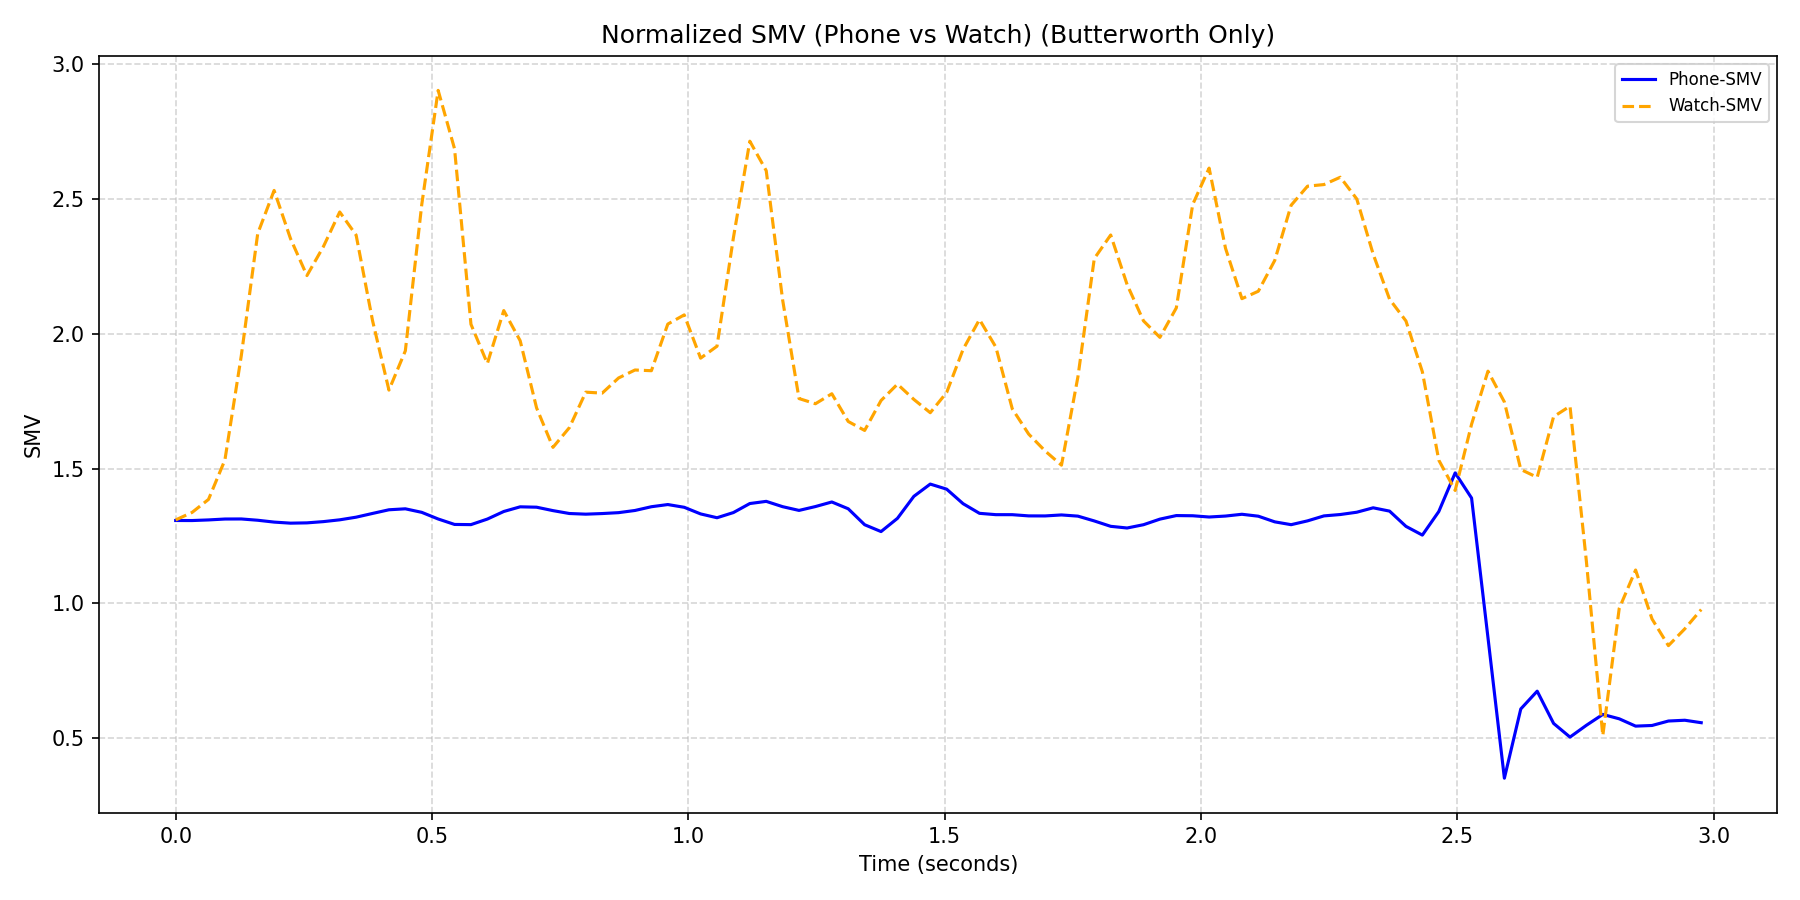 Normalized SMV (Phone vs Watch) (Butterworth Only)
Phone-SMV
Watch-SMV
SMV
3.0
2.5
2.0
1.5
1.0
0.5
0.0 0.5 1.0 1.5 2.0 2.5 3.0
Time (seconds)